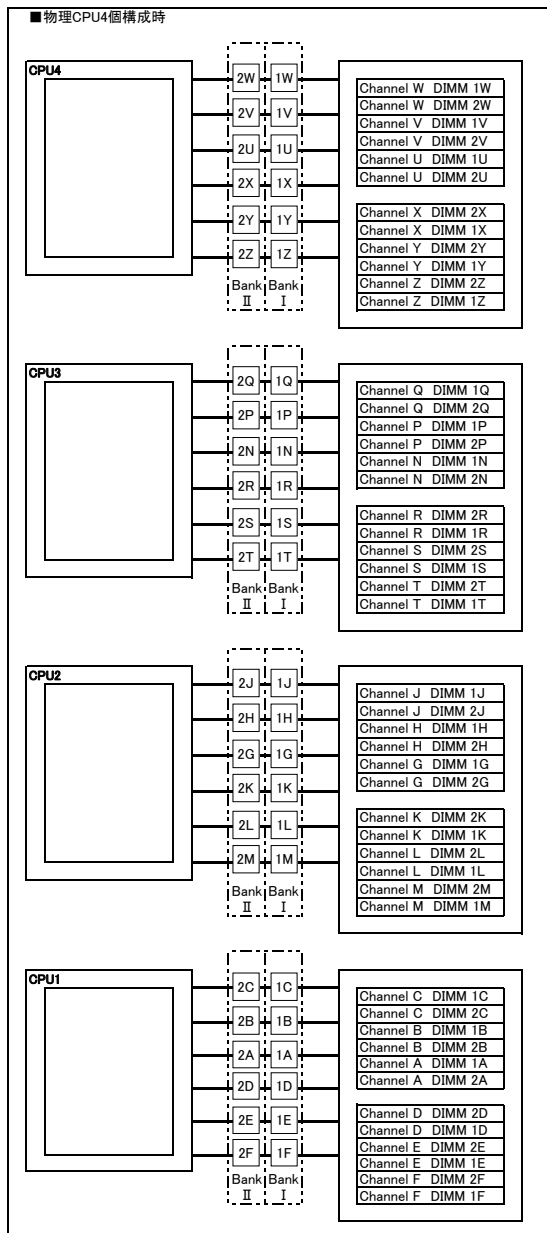 ■物理CPU4個構成時
CPU4
2W 1W
2V 1V
2U 1U
2X 1X
2Y 1Y
2Z 1Z
Bank Bank
Ⅱ Ⅰ
Channel W DIMM 1W
Channel W DIMM 2W
Channel V DIMM 1V
Channel V DIMM 2V
Channel U DIMM 1U
Channel U DIMM 2U
Channel X DIMM 2X
Channel X DIMM 1X
Channel Y DIMM 2Y
Channel Y DIMM 1Y
Channel Z DIMM 2Z
Channel Z DIMM 1Z
CPU3
2Q 1Q
2P 1P
2N 1N
2R 1R
2S 1S
2T 1T
Bank Bank
Ⅱ Ⅰ
Channel Q DIMM 1Q
Channel Q DIMM 2Q
Channel P DIMM 1P
Channel P DIMM 2P
Channel N DIMM 1N
Channel N DIMM 2N
Channel R DIMM 2R
Channel R DIMM 1R
Channel S DIMM 2S
Channel S DIMM 1S
Channel T DIMM 2T
Channel T DIMM 1T
CPU2
2J 1J
2H 1H
2G 1G
2K 1K
2L 1L
2M 1M
Bank Bank
Ⅱ Ⅰ
Channel J DIMM 1J
Channel J DIMM 2J
Channel H DIMM 1H
Channel H DIMM 2H
Channel G DIMM 1G
Channel G DIMM 2G
Channel K DIMM 2K
Channel K DIMM 1K
Channel L DIMM 2L
Channel L DIMM 1L
Channel M DIMM 2M
Channel M DIMM 1M
CPU1
2C 1C
2B 1B
2A 1A
2D 1D
2E 1E
2F 1F
Bank Bank
Ⅱ Ⅰ
Channel C DIMM 1C
Channel C DIMM 2C
Channel B DIMM 1B
Channel B DIMM 2B
Channel A DIMM 1A
Channel A DIMM 2A
Channel D DIMM 2D
Channel D DIMM 1D
Channel E DIMM 2E
Channel E DIMM 1E
Channel F DIMM 2F
Channel F DIMM 1F